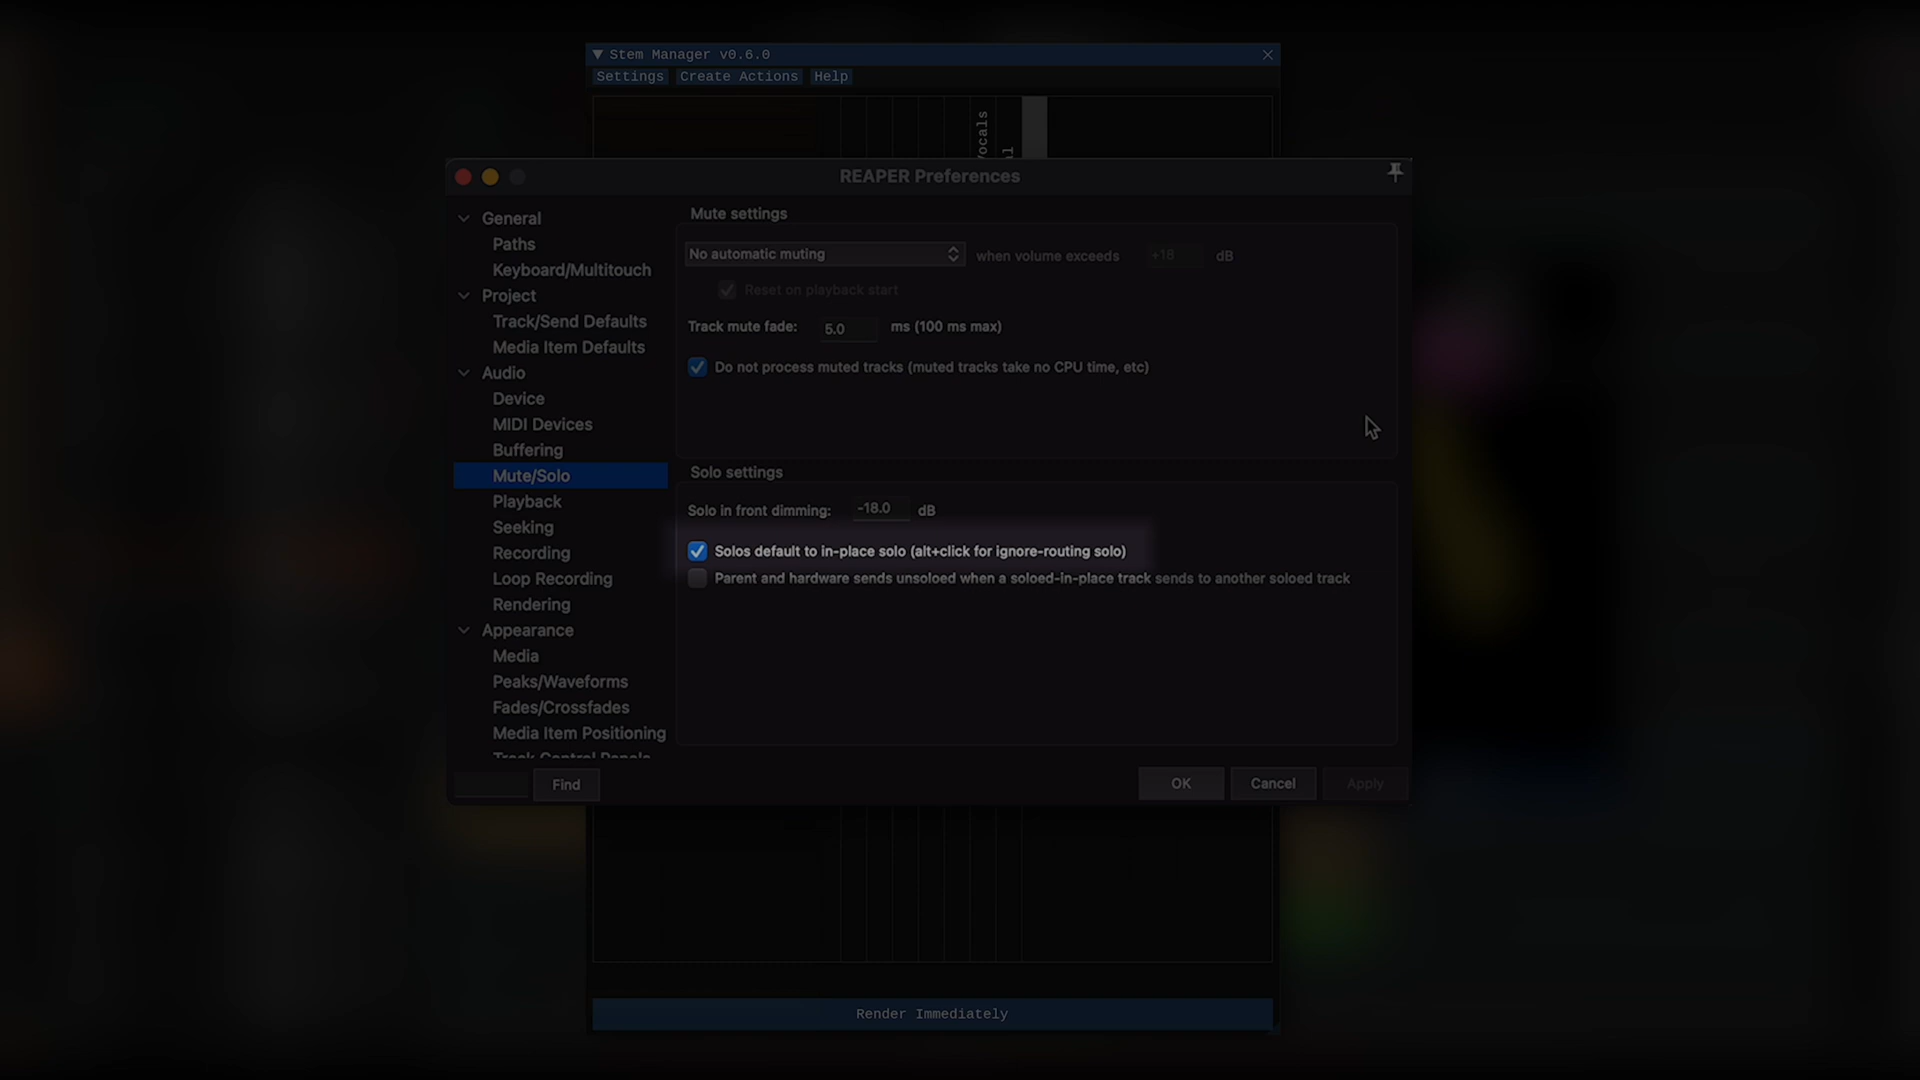 Stem Manager v0.6.0
Settings Create Actions Help
REAPER Preferences
General
Paths
Keyboard/Multitouch
Project
Track/Send Defaults
Media Item Defaults
Audio
Device
MIDI Devices
Buffering
Mute/Solo
Playback
Seeking
Recording
Loop Recording
Rendering
Appearance
Media
Peaks/Waveforms
Fades/Crossfades
Media Item Positioning
Track Control Panels
Find
Mute settings
No automatic muting when volume exceeds +18 dB
Reset on playback start
Track mute fade: 5.0 ms (100 ms max)
Do not process muted tracks (muted tracks take no CPU time, etc)
Solo settings
Solo in front dimming: -18.0 dB
Solos default to in-place solo (alt+click for ignore-routing solo)
Parent and hardware sends unsoloed when a soloed-in-place track sends to another soloed track
OK Cancel Apply
Render Immediately